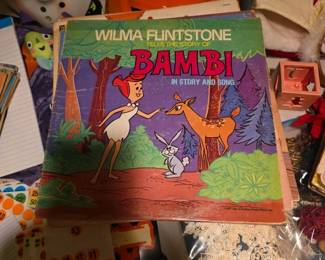 WILMA FLINTSTONE
TELLS THE STORY OF
BAMBI
IN STORY AND SONG